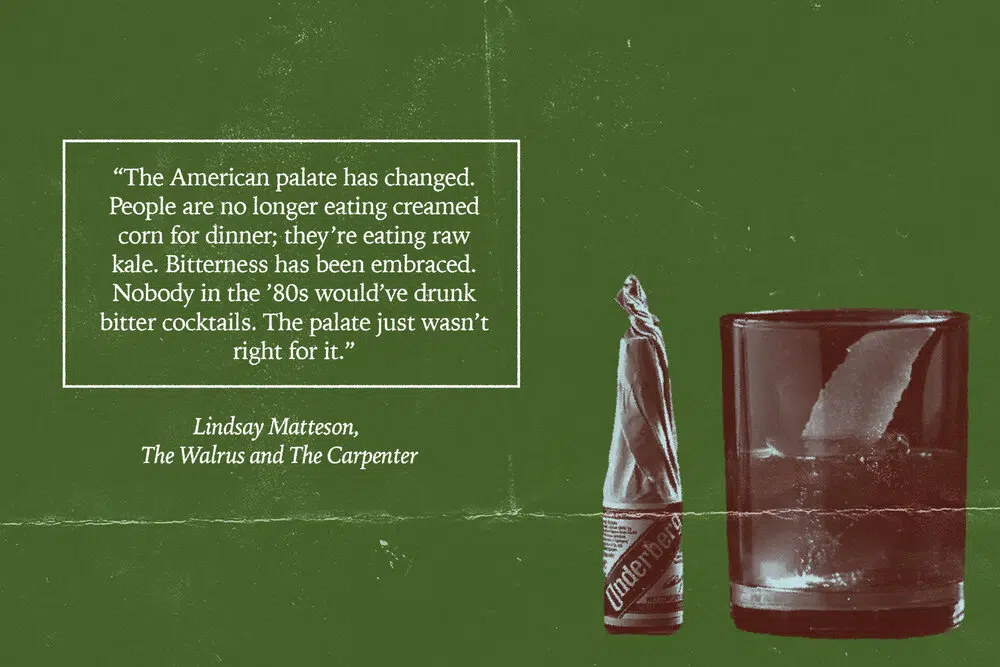 “The American palate has changed.
People are no longer eating creamed
corn for dinner; they’re eating raw
kale. Bitterness has been embraced.
Nobody in the ’80s would’ve drunk
bitter cocktails. The palate just wasn’t
right for it.”
Lindsay Matteson,
The Walrus and The Carpenter
Underberg